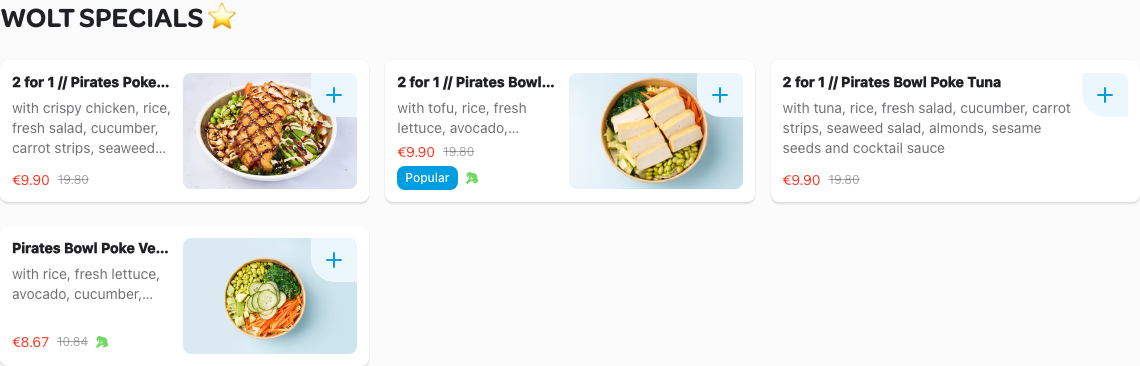 WOLT SPECIALS ⭐
2 for 1 // Pirates Poke...
with crispy chicken, rice,
fresh salad, cucumber,
carrot strips, seaweed...
€9.90 19.80
2 for 1 // Pirates Bowl...
with tofu, rice, fresh
lettuce, avocado,...
€9.90 19.80
Popular
2 for 1 // Pirates Bowl Poke Tuna
with tuna, rice, fresh salad, cucumber, carrot
strips, seaweed salad, almonds, sesame
seeds and cocktail sauce
€9.90 19.80
Pirates Bowl Poke Ve...
with rice, fresh lettuce,
avocado, cucumber,...
€8.67 10.84